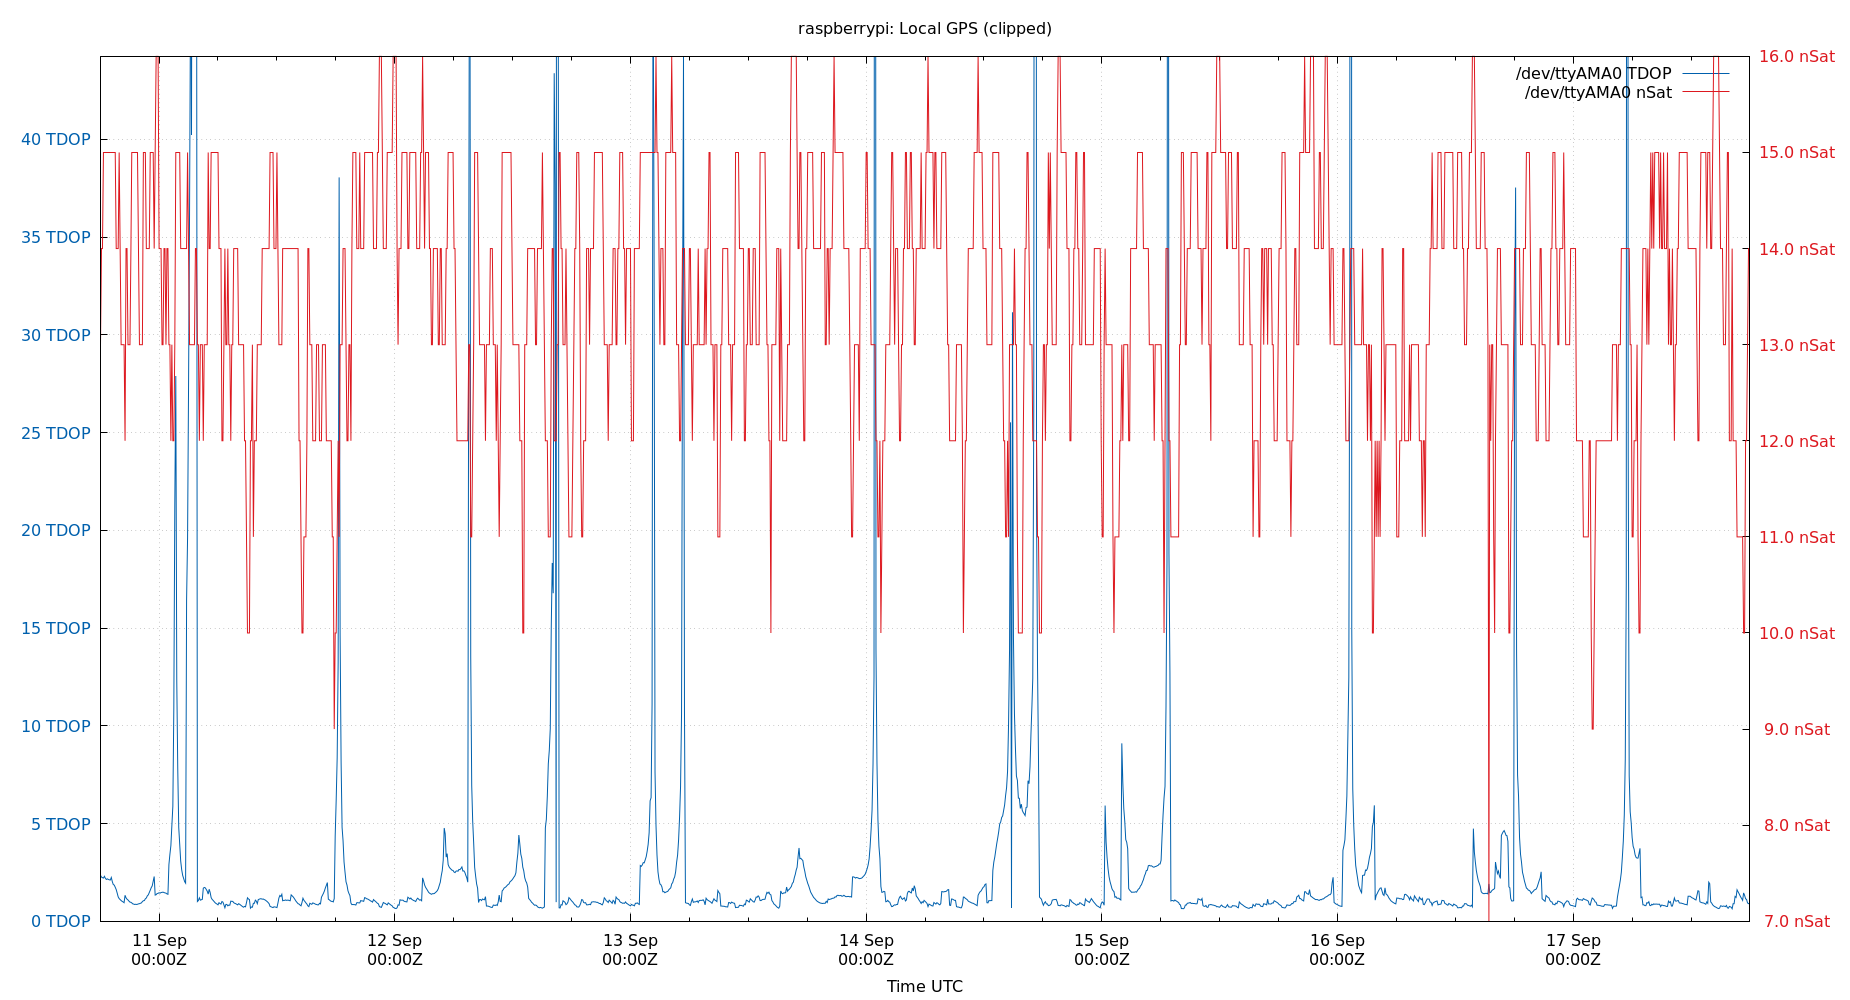 raspberrypi: Local GPS (clipped)
/dev/ttyAMA0 TDOP
/dev/ttyAMA0 nSat
40 TDOP
35 TDOP
30 TDOP
25 TDOP
20 TDOP
15 TDOP
10 TDOP
5 TDOP
0 TDOP
16.0 nSat
15.0 nSat
14.0 nSat
13.0 nSat
12.0 nSat
11.0 nSat
10.0 nSat
9.0 nSat
8.0 nSat
7.0 nSat
11 Sep
00:00Z
12 Sep
00:00Z
13 Sep
00:00Z
14 Sep
00:00Z
15 Sep
00:00Z
16 Sep
00:00Z
17 Sep
00:00Z
Time UTC